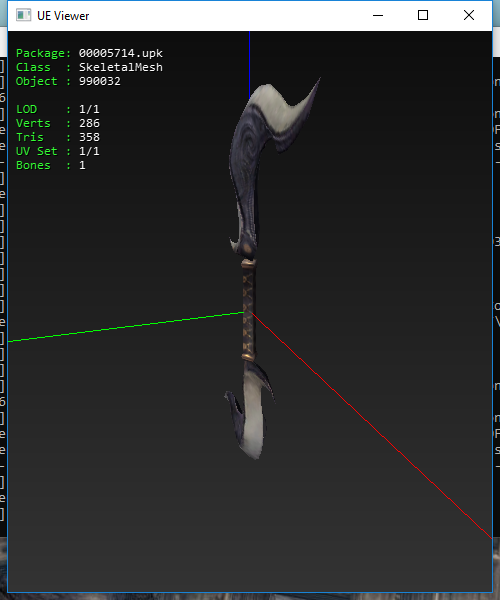 UE Viewer
Package: 00005714.upk
Class : SkeletalMesh
Object : 990032
LOD : 1/1
Verts : 286
Tris : 358
UV Set : 1/1
Bones : 1